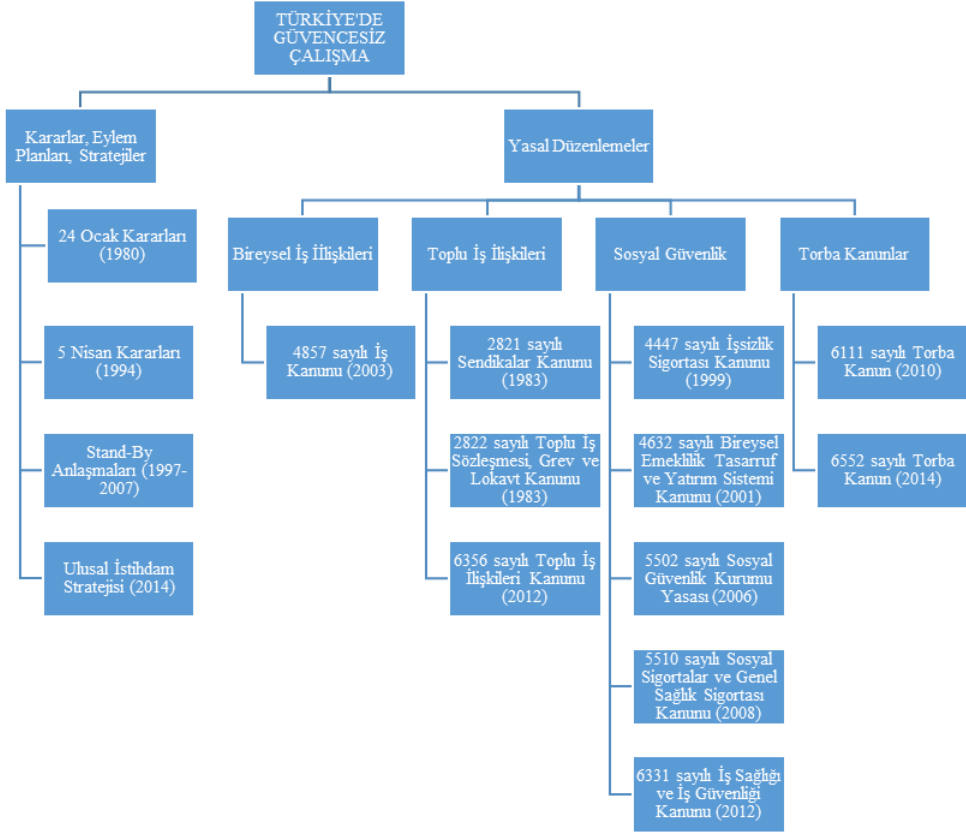 TÜRKİYE'DE
GÜVENCESİZ
ÇALIŞMA
Kararlar, Eylem
Planları, Stratejiler
24 Ocak Kararları
(1980)
5 Nisan Kararları
(1994)
Stand-By
Anlaşmaları (1997-
2007)
Ulusal İstihdam
Stratejisi (2014)
Yasal Düzenlemeler
Bireysel İş İİlişkileri
4857 sayılı İş
Kanunu (2003)
Toplu İş İlişkileri
2821 sayılı
Sendikalar Kanunu
(1983)
2822 sayılı Toplu İş
Sözleşmesi, Grev ve
Lokavt Kanunu
(1983)
6356 sayılı Toplu İş
İlişkileri Kanunu
(2012)
Sosyal Güvenlik
4447 sayılı İşsizlik
Sigortası Kanunu
(1999)
4632 sayılı Bireysel
Emeklilik Tasarruf
ve Yatırım Sistemi
Kanunu (2001)
5502 sayılı Sosyal
Güvenlik Kurumu
Yasası (2006)
5510 sayılı Sosyal
Sigortalar ve Genel
Sağlık Sigortası
Kanunu (2008)
6331 sayılı İş Sağlığı
ve İş Güvenliği
Kanunu (2012)
Torba Kanunlar
6111 sayılı Torba
Kanun (2010)
6552 sayılı Torba
Kanun (2014)